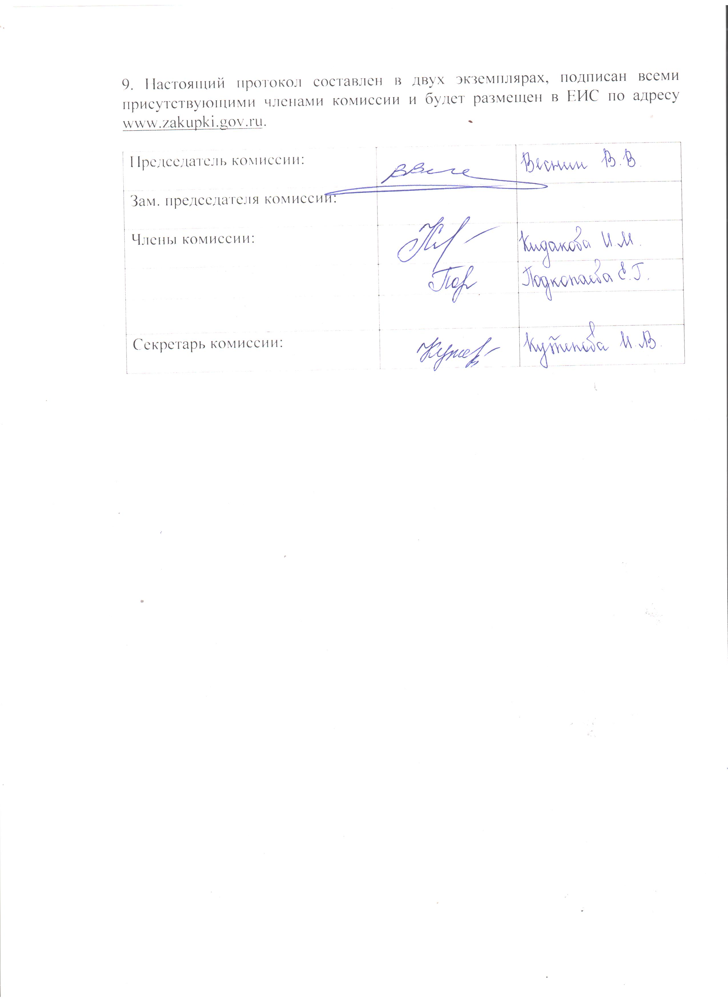 9. Настоящий протокол составлен в двух экземплярах, подписан всеми
присутствующими членами комиссии и будет размещен в ЕИС по адресу
www.zakupki.gov.ru.
Председатель комиссии: Веснин В.В.
Зам. председателя комиссии:
Члены комиссии: Кидакова И.М.
Подкопаева Е.Г.
Секретарь комиссии: Кутепова И.В.